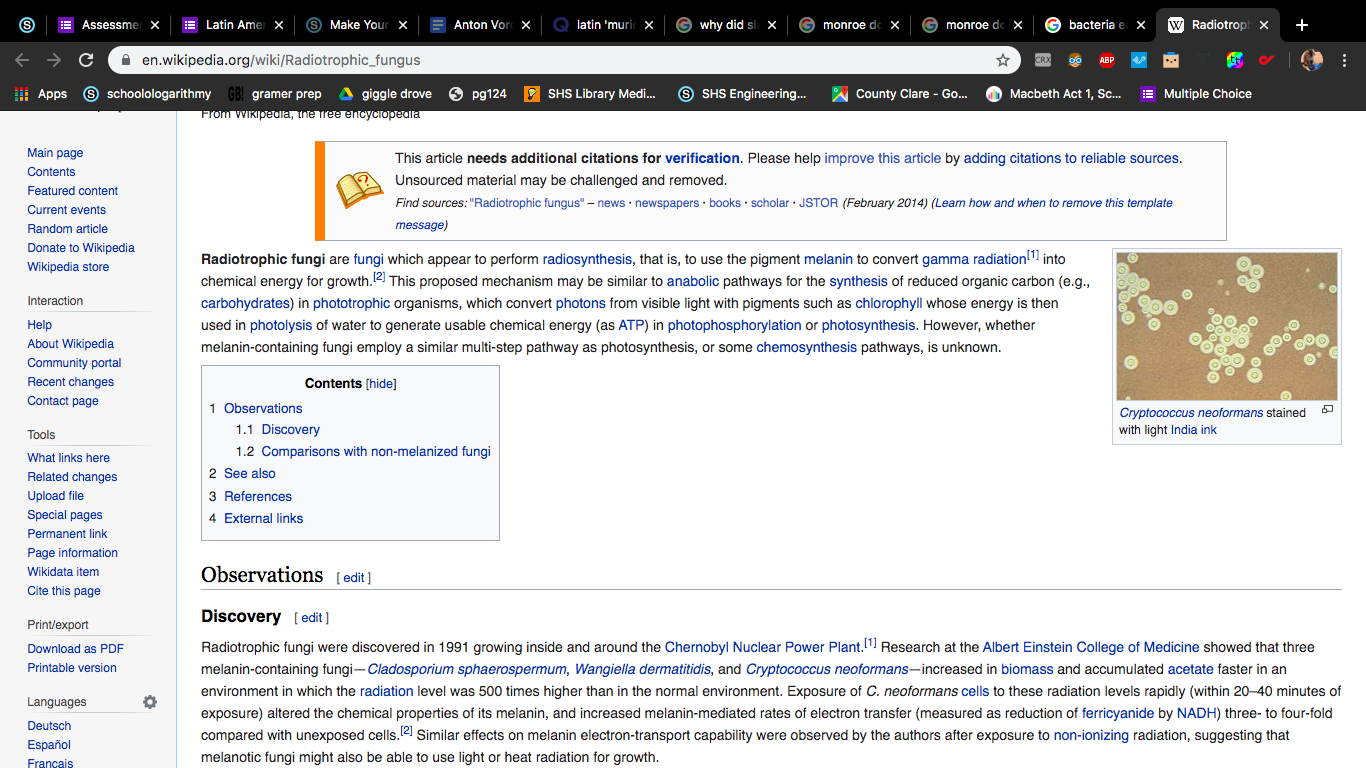 Assessmen
Latin Amer
Make Your
Anton Vor
latin 'muri
why did sl
monroe do
monroe do
bacteria e
Radiotroph
en.wikipedia.org/wiki/Radiotrophic_fungus
CRX
ABP
Apps
schoolologarithmy
GB!
gramer prep
giggle drove
pg124
SHS Library Medi...
SHS Engineering...
County Clare - Go...
Macbeth Act 1, Sc...
Multiple Choice
From Wikipedia, the free encyclopedia
Main page
Contents
Featured content
Current events
Random article
Donate to Wikipedia
Wikipedia store
Interaction
Help
About Wikipedia
Community portal
Recent changes
Contact page
Tools
What links here
Related changes
Upload file
Special pages
Permanent link
Page information
Wikidata item
Cite this page
Print/export
Download as PDF
Printable version
Languages
Deutsch
Español
Français
This article needs additional citations for verification. Please help improve this article by adding citations to reliable sources.
Unsourced material may be challenged and removed.
Find sources: "Radiotrophic fungus" – news · newspapers · books · scholar · JSTOR (February 2014) (Learn how and when to remove this template
message)
Radiotrophic fungi are fungi which appear to perform radiosynthesis, that is, to use the pigment melanin to convert gamma radiation[1] into
chemical energy for growth.[2] This proposed mechanism may be similar to anabolic pathways for the synthesis of reduced organic carbon (e.g.,
carbohydrates) in phototrophic organisms, which convert photons from visible light with pigments such as chlorophyll whose energy is then
used in photolysis of water to generate usable chemical energy (as ATP) in photophosphorylation or photosynthesis. However, whether
melanin-containing fungi employ a similar multi-step pathway as photosynthesis, or some chemosynthesis pathways, is unknown.
Cryptococcus neoformans stained
with light India ink
Contents [hide]
1 Observations
1.1 Discovery
1.2 Comparisons with non-melanized fungi
2 See also
3 References
4 External links
Observations [ edit ]
Discovery [ edit ]
Radiotrophic fungi were discovered in 1991 growing inside and around the Chernobyl Nuclear Power Plant.[1] Research at the Albert Einstein College of Medicine showed that three
melanin-containing fungi—Cladosporium sphaerospermum, Wangiella dermatitidis, and Cryptococcus neoformans—increased in biomass and accumulated acetate faster in an
environment in which the radiation level was 500 times higher than in the normal environment. Exposure of C. neoformans cells to these radiation levels rapidly (within 20–40 minutes of
exposure) altered the chemical properties of its melanin, and increased melanin-mediated rates of electron transfer (measured as reduction of ferricyanide by NADH) three- to four-fold
compared with unexposed cells.[2] Similar effects on melanin electron-transport capability were observed by the authors after exposure to non-ionizing radiation, suggesting that
melanotic fungi might also be able to use light or heat radiation for growth.